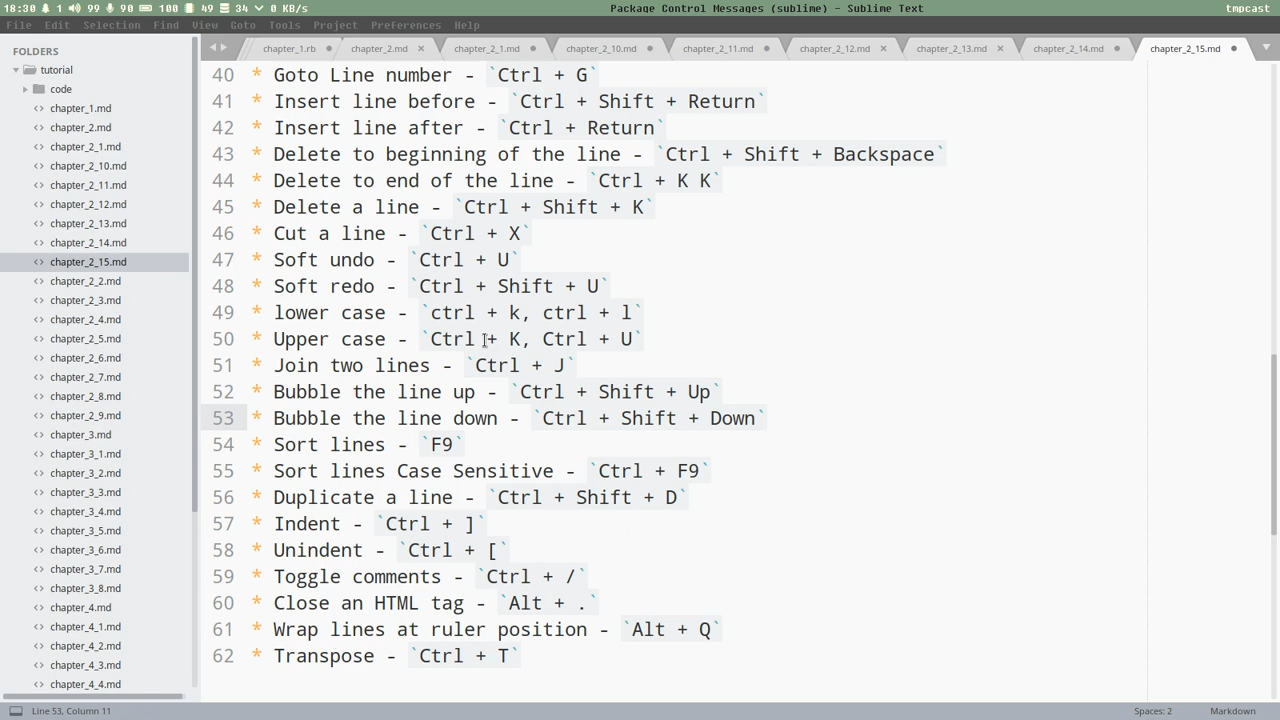 18:30 1 90 100 49 34 0 KB/s Package Control Messages (sublime) - Sublime Text tmpcast
File Edit Selection Find View Goto Tools Project Preferences Help
FOLDERS
tutorial
code
chapter_1.md
chapter_2.md
chapter_2_1.md
chapter_2_10.md
chapter_2_11.md
chapter_2_12.md
chapter_2_13.md
chapter_2_14.md
chapter_2_15.md
chapter_2_2.md
chapter_2_3.md
chapter_2_4.md
chapter_2_5.md
chapter_2_6.md
chapter_2_7.md
chapter_2_8.md
chapter_2_9.md
chapter_3.md
chapter_3_1.md
chapter_3_2.md
chapter_3_3.md
chapter_3_4.md
chapter_3_5.md
chapter_3_6.md
chapter_3_7.md
chapter_3_8.md
chapter_4.md
chapter_4_1.md
chapter_4_2.md
chapter_4_3.md
chapter_4_4.md
chapter_1.rb chapter_2.md chapter_2_1.md chapter_2_10.md chapter_2_11.md chapter_2_12.md chapter_2_13.md chapter_2_14.md chapter_2_15.md
40 * Goto Line number - `Ctrl + G`
41 * Insert line before - `Ctrl + Shift + Return`
42 * Insert line after - `Ctrl + Return`
43 * Delete to beginning of the line - `Ctrl + Shift + Backspace`
44 * Delete to end of the line - `Ctrl + K K`
45 * Delete a line - `Ctrl + Shift + K`
46 * Cut a line - `Ctrl + X`
47 * Soft undo - `Ctrl + U`
48 * Soft redo - `Ctrl + Shift + U`
49 * lower case - `ctrl + k, ctrl + l`
50 * Upper case - `Ctrl + K, Ctrl + U`
51 * Join two lines - `Ctrl + J`
52 * Bubble the line up - `Ctrl + Shift + Up`
53 * Bubble the line down - `Ctrl + Shift + Down`
54 * Sort lines - `F9`
55 * Sort lines Case Sensitive - `Ctrl + F9`
56 * Duplicate a line - `Ctrl + Shift + D`
57 * Indent - `Ctrl + ]`
58 * Unindent - `Ctrl + [`
59 * Toggle comments - `Ctrl + /`
60 * Close an HTML tag - `Alt + .`
61 * Wrap lines at ruler position - `Alt + Q`
62 * Transpose - `Ctrl + T`
Line 53, Column 11 Spaces: 2 Markdown